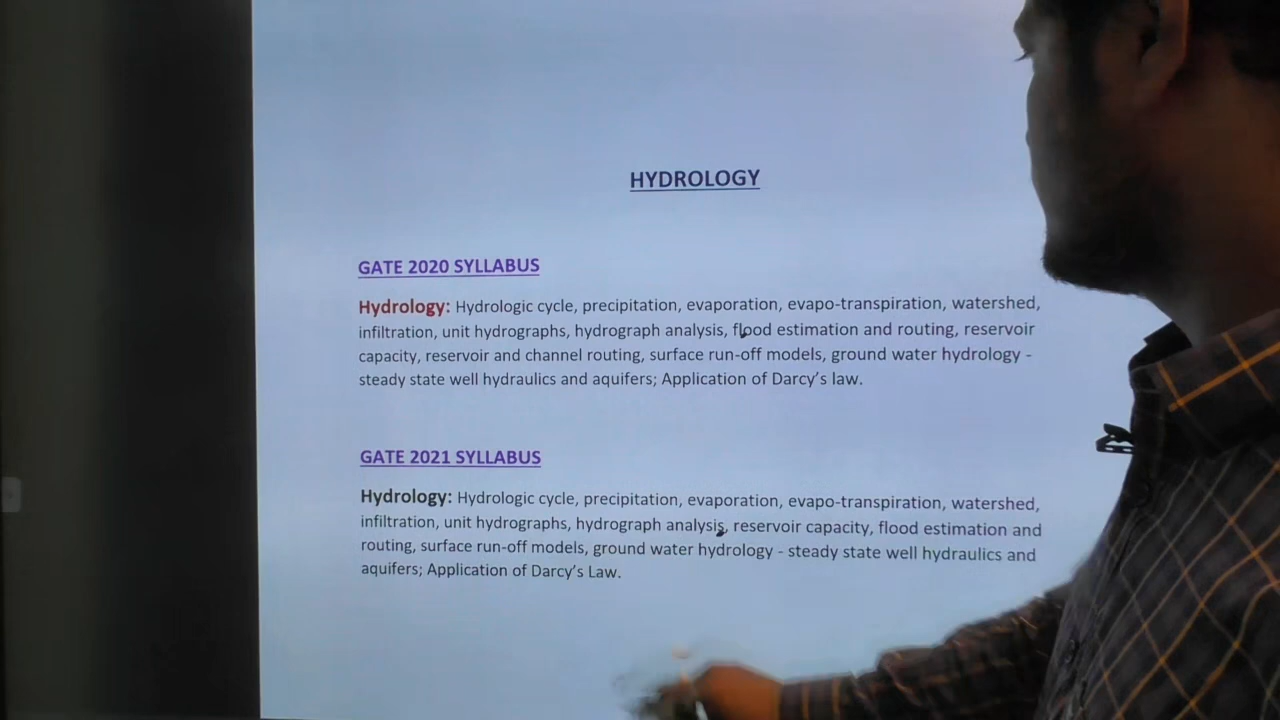 HYDROLOGY
GATE 2020 SYLLABUS
Hydrology: Hydrologic cycle, precipitation, evaporation, evapo-transpiration, watershed,
infiltration, unit hydrographs, hydrograph analysis, flood estimation and routing, reservoir
capacity, reservoir and channel routing, surface run-off models, ground water hydrology -
steady state well hydraulics and aquifers; Application of Darcy's law.
GATE 2021 SYLLABUS
Hydrology: Hydrologic cycle, precipitation, evaporation, evapo-transpiration, watershed,
infiltration, unit hydrographs, hydrograph analysis, reservoir capacity, flood estimation and
routing, surface run-off models, ground water hydrology - steady state well hydraulics and
aquifers; Application of Darcy's Law.